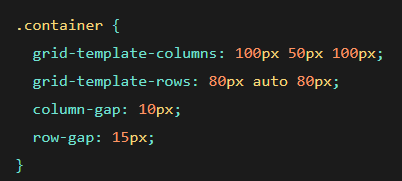 .container {
  grid-template-columns: 100px 50px 100px;
  grid-template-rows: 80px auto 80px;
  column-gap: 10px;
  row-gap: 15px;
}